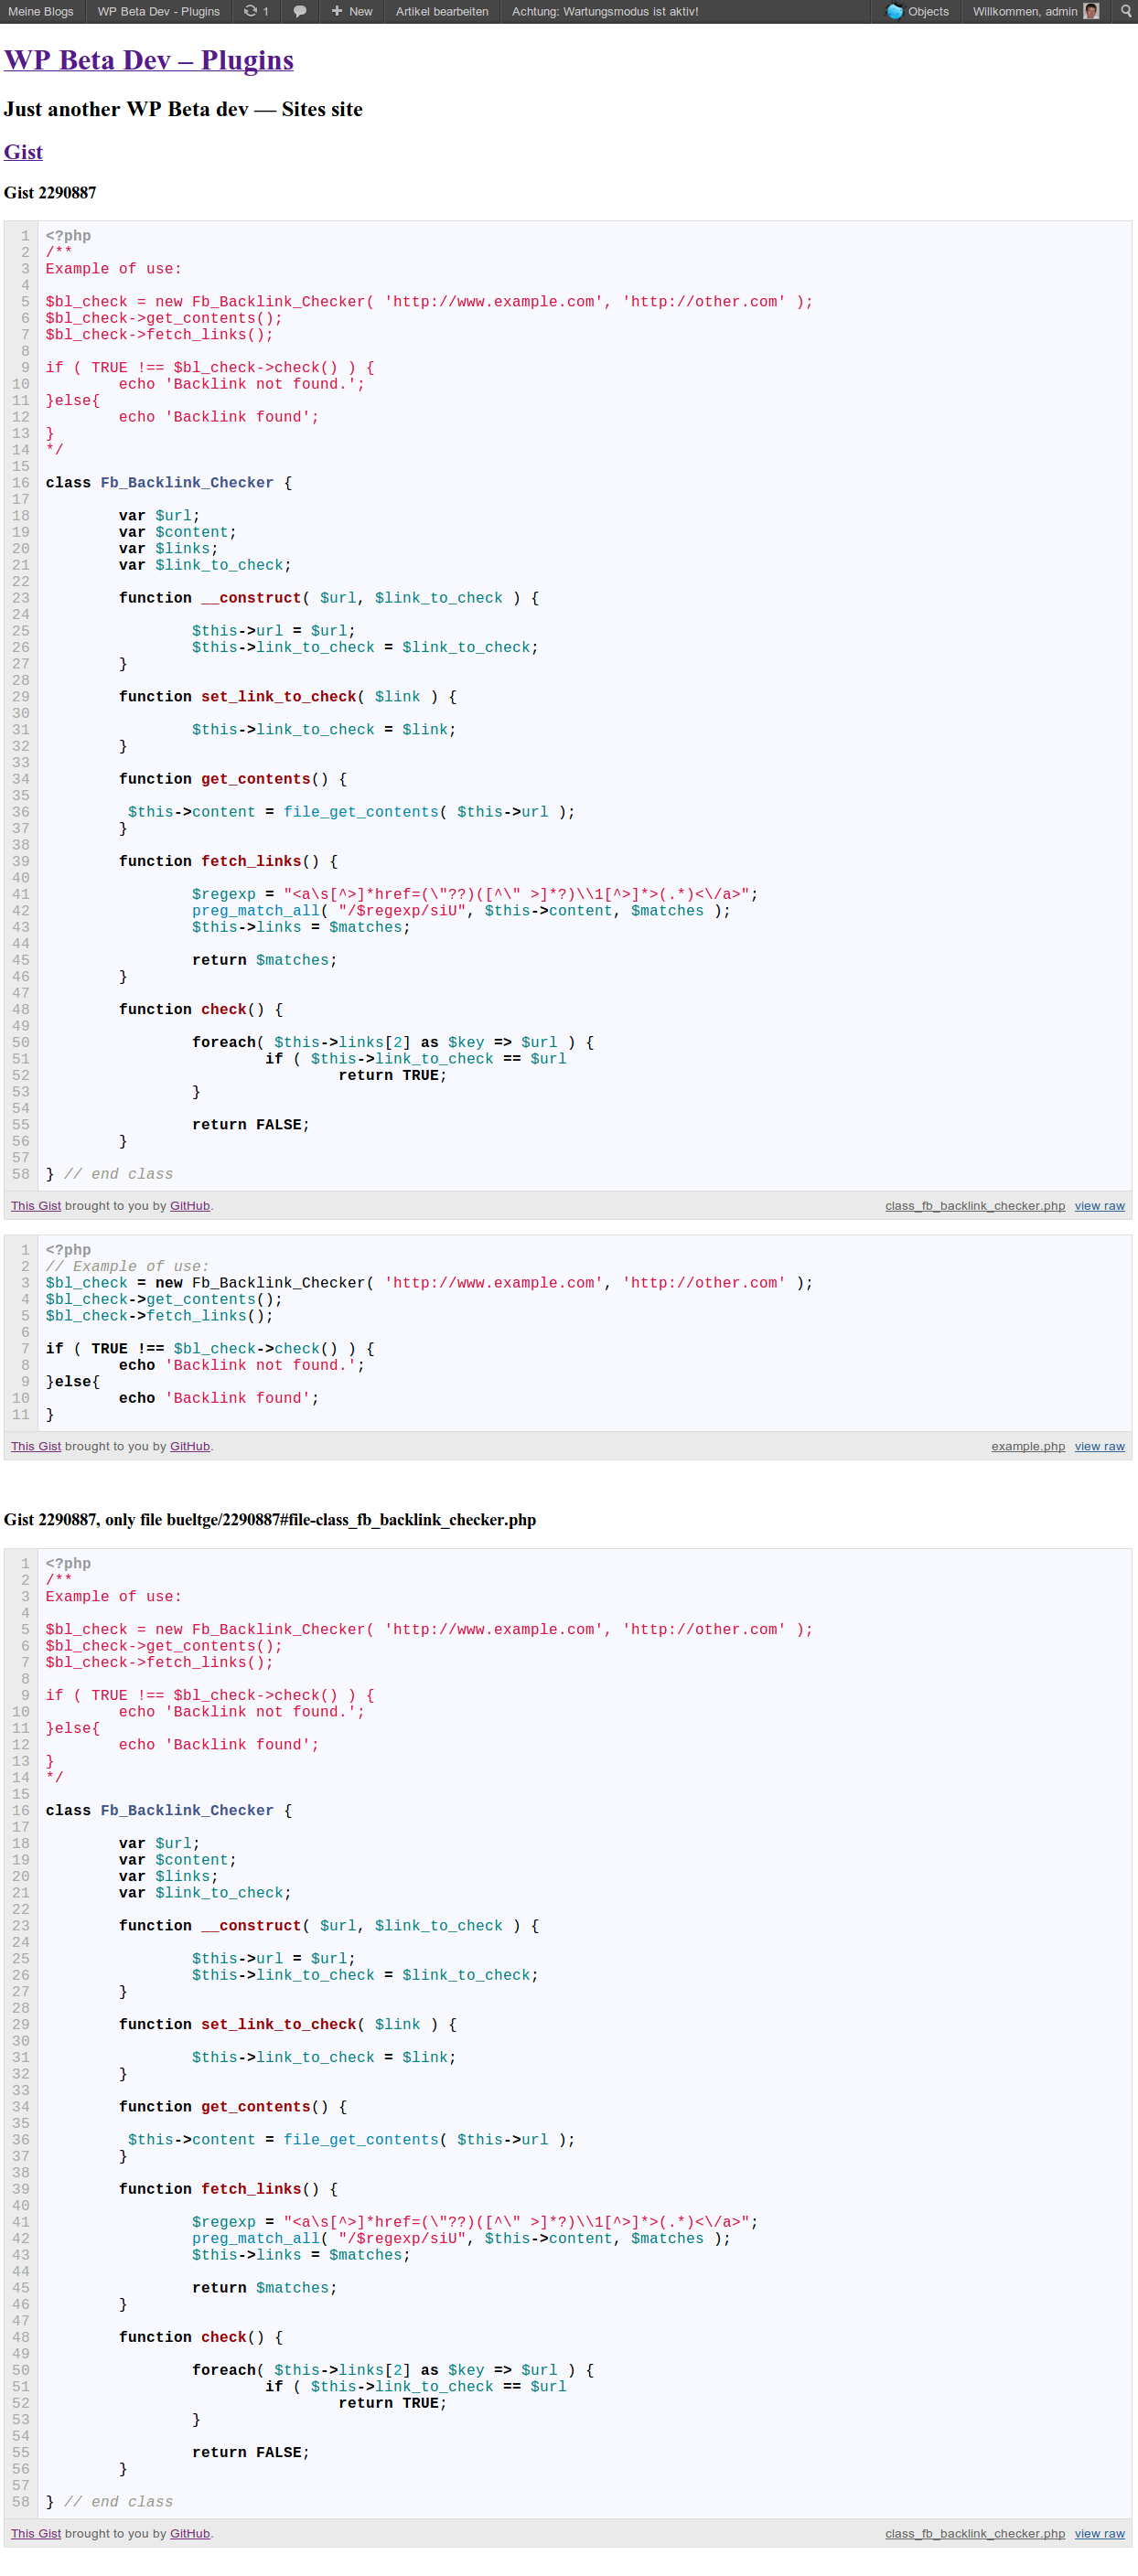 Meine Blogs WP Beta Dev - Plugins 1 New Artikel bearbeiten Achtung: Wartungsmodus ist aktiv! Objects Willkommen, admin
WP Beta Dev – Plugins
Just another WP Beta dev — Sites site
Gist
Gist 2290887
1 <?php
2 /**
3 Example of use:
4
5 $bl_check = new Fb_Backlink_Checker( 'http://www.example.com', 'http://other.com' );
6 $bl_check->get_contents();
7 $bl_check->fetch_links();
8
9 if ( TRUE !== $bl_check->check() ) {
10 echo 'Backlink not found.';
11 }else{
12 echo 'Backlink found';
13 }
14 */
15
16 class Fb_Backlink_Checker {
17
18 var $url;
19 var $content;
20 var $links;
21 var $link_to_check;
22
23 function __construct( $url, $link_to_check ) {
24
25 $this->url = $url;
26 $this->link_to_check = $link_to_check;
27 }
28
29 function set_link_to_check( $link ) {
30
31 $this->link_to_check = $link;
32 }
33
34 function get_contents() {
35
36 $this->content = file_get_contents( $this->url );
37 }
38
39 function fetch_links() {
40
41 $regexp = "<a\s[^>]*href=(\"??)([^\" >]*?)\\1[^>]*>(.*)<\/a>";
42 preg_match_all( "/$regexp/siU", $this->content, $matches );
43 $this->links = $matches;
44
45 return $matches;
46 }
47
48 function check() {
49
50 foreach( $this->links[2] as $key => $url ) {
51 if ( $this->link_to_check == $url
52 return TRUE;
53 }
54
55 return FALSE;
56 }
57
58 } // end class
This Gist brought to you by GitHub. class_fb_backlink_checker.php view raw
1 <?php
2 // Example of use:
3 $bl_check = new Fb_Backlink_Checker( 'http://www.example.com', 'http://other.com' );
4 $bl_check->get_contents();
5 $bl_check->fetch_links();
6
7 if ( TRUE !== $bl_check->check() ) {
8 echo 'Backlink not found.';
9 }else{
10 echo 'Backlink found';
11 }
This Gist brought to you by GitHub. example.php view raw
Gist 2290887, only file bueltge/2290887#file-class_fb_backlink_checker.php
1 <?php
2 /**
3 Example of use:
4
5 $bl_check = new Fb_Backlink_Checker( 'http://www.example.com', 'http://other.com' );
6 $bl_check->get_contents();
7 $bl_check->fetch_links();
8
9 if ( TRUE !== $bl_check->check() ) {
10 echo 'Backlink not found.';
11 }else{
12 echo 'Backlink found';
13 }
14 */
15
16 class Fb_Backlink_Checker {
17
18 var $url;
19 var $content;
20 var $links;
21 var $link_to_check;
22
23 function __construct( $url, $link_to_check ) {
24
25 $this->url = $url;
26 $this->link_to_check = $link_to_check;
27 }
28
29 function set_link_to_check( $link ) {
30
31 $this->link_to_check = $link;
32 }
33
34 function get_contents() {
35
36 $this->content = file_get_contents( $this->url );
37 }
38
39 function fetch_links() {
40
41 $regexp = "<a\s[^>]*href=(\"??)([^\" >]*?)\\1[^>]*>(.*)<\/a>";
42 preg_match_all( "/$regexp/siU", $this->content, $matches );
43 $this->links = $matches;
44
45 return $matches;
46 }
47
48 function check() {
49
50 foreach( $this->links[2] as $key => $url ) {
51 if ( $this->link_to_check == $url
52 return TRUE;
53 }
54
55 return FALSE;
56 }
57
58 } // end class
This Gist brought to you by GitHub. class_fb_backlink_checker.php view raw